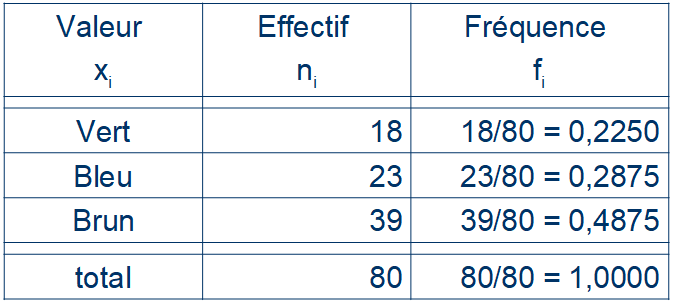 Valeur Effectif Fréquence
xi ni fi
Vert 18 18/80 = 0,2250
Bleu 23 23/80 = 0,2875
Brun 39 39/80 = 0,4875
total 80 80/80 = 1,0000